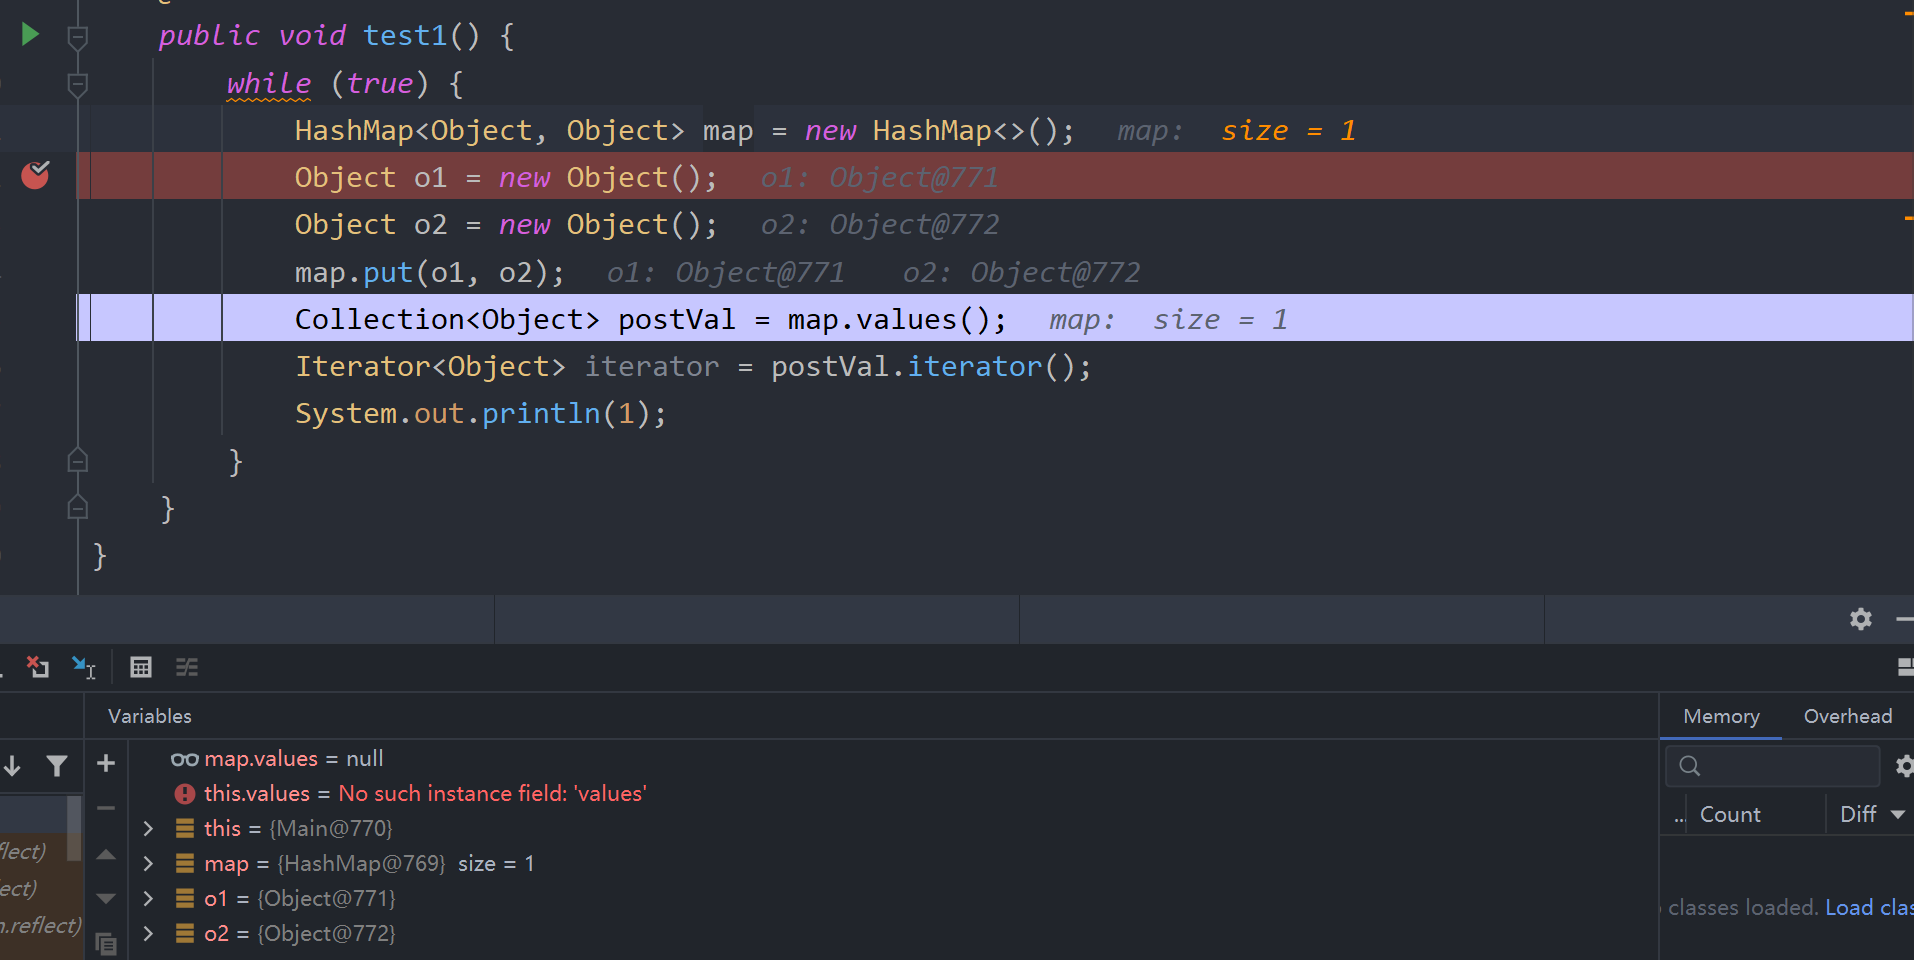 public void test1() {
while (true) {
HashMap<Object, Object> map = new HashMap<>(); map: size = 1
Object o1 = new Object(); o1: Object@771
Object o2 = new Object(); o2: Object@772
map.put(o1, o2); o1: Object@771 o2: Object@772
Collection<Object> postVal = map.values(); map: size = 1
Iterator<Object> iterator = postVal.iterator();
System.out.println(1);
}
}
}
Variables
Memory Overhead
map.values = null
this.values = No such instance field: 'values'
... Count Diff
this = {Main@770}
flect)
map = {HashMap@769} size = 1
ect)
o1 = {Object@771}
classes loaded. Load clas
n.reflect)
o2 = {Object@772}